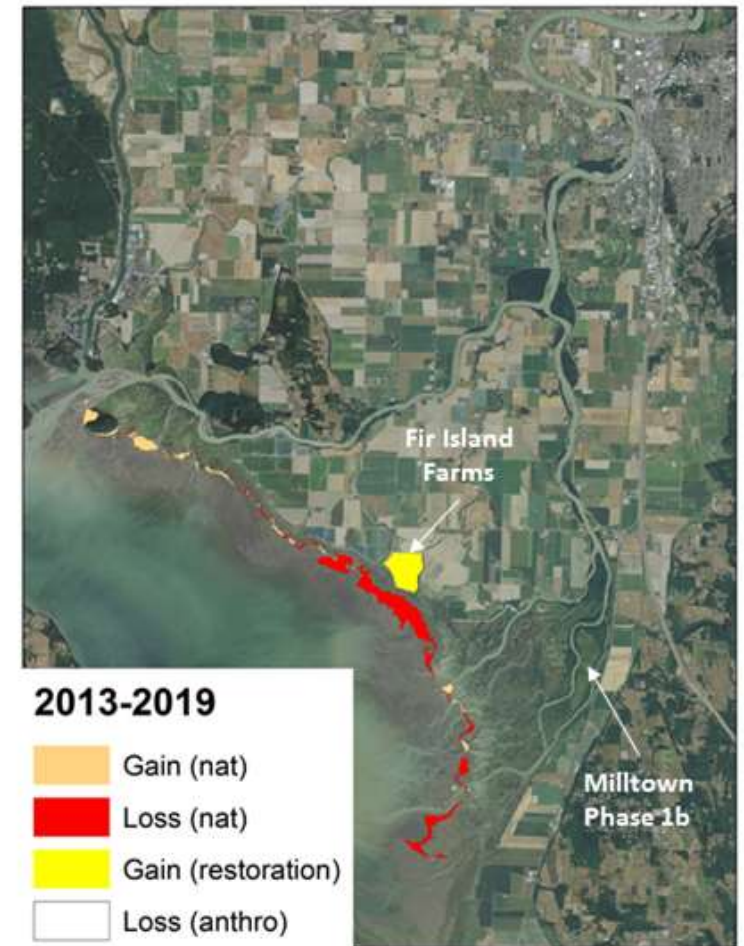 Fir Island
Farms
Milltown
Phase 1b
2013-2019
Gain (nat)
Loss (nat)
Gain (restoration)
Loss (anthro)